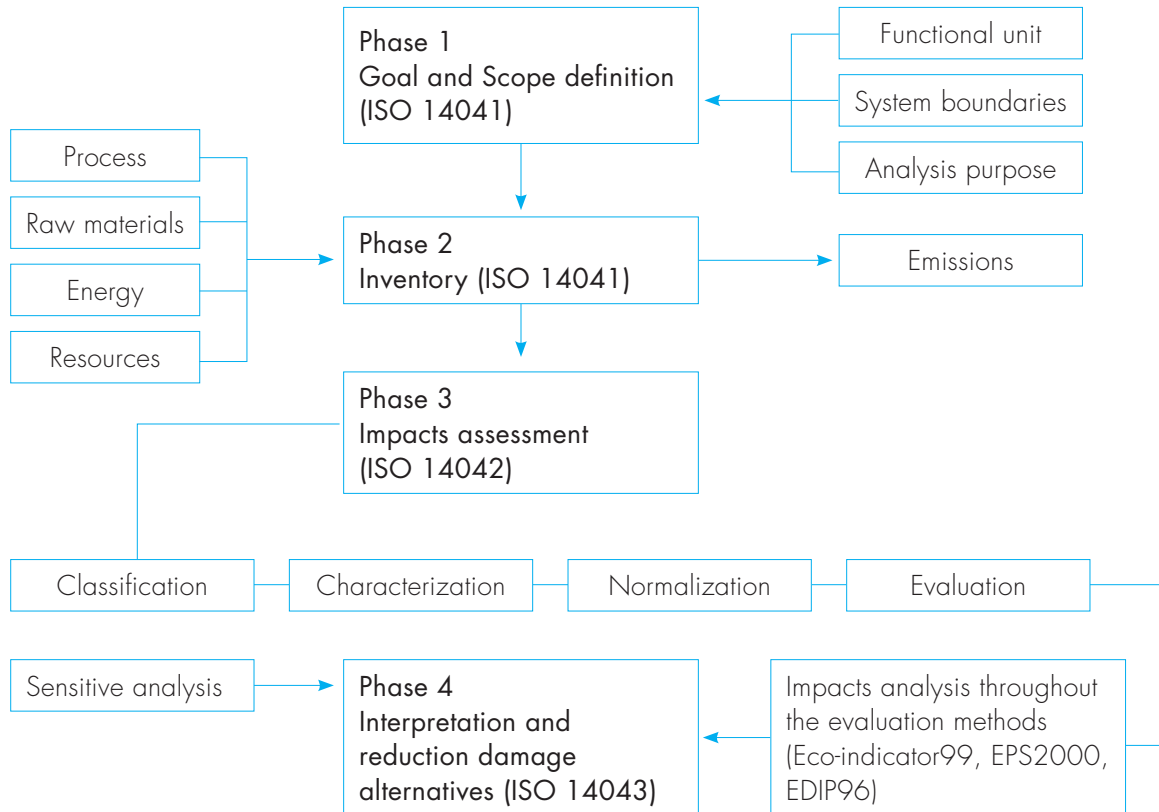 Phase 1
Goal and Scope definition
(ISO 14041)
Functional unit
System boundaries
Analysis purpose
Process
Raw materials
Energy
Resources
Phase 2
Inventory (ISO 14041)
Emissions
Phase 3
Impacts assessment
(ISO 14042)
Classification
Characterization
Normalization
Evaluation
Sensitive analysis
Phase 4
Interpretation and
reduction damage
alternatives (ISO 14043)
Impacts analysis throughout
the evaluation methods
(Eco-indicator99, EPS2000,
EDIP96)